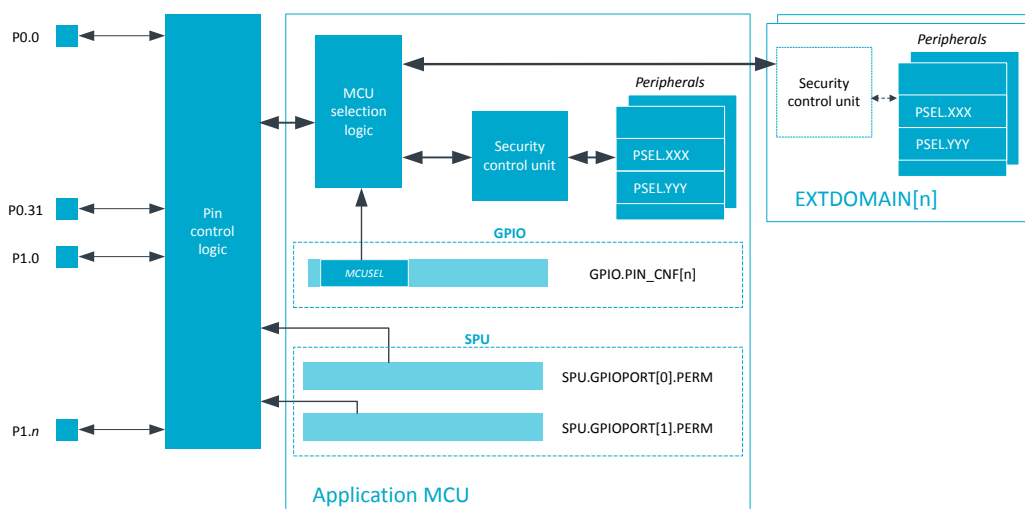 P0.0
P0.31
P1.0
P1.n
Pin
control
logic
MCU
selection
logic
Security
control unit
Peripherals
PSEL.XXX
PSEL.YYY
GPIO
MCUSEL
GPIO.PIN_CNF[n]
SPU
SPU.GPIOPORT[0].PERM
SPU.GPIOPORT[1].PERM
Application MCU
Security
control unit
Peripherals
PSEL.XXX
PSEL.YYY
EXTDOMAIN[n]